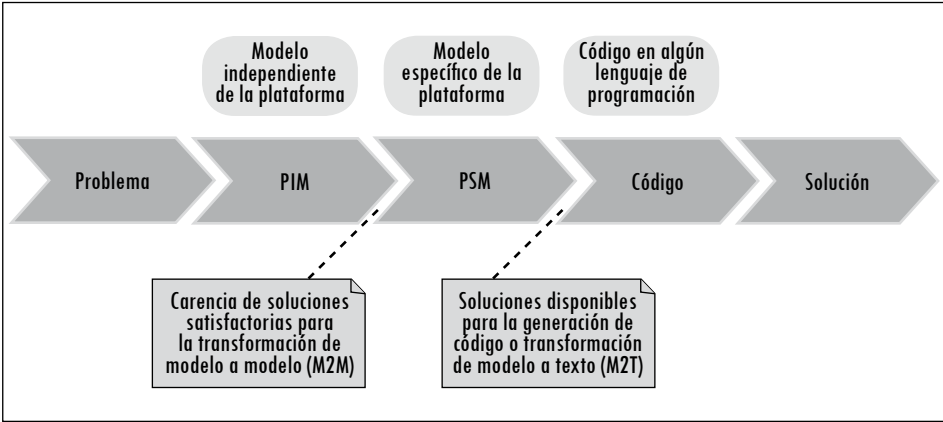 Modelo
independiente
de la plataforma
Modelo
específico de la
plataforma
Código en algún
lenguaje de
programación
Problema
PIM
PSM
Código
Solución
Carencia de soluciones
satisfactorias para
la transformación de
modelo a modelo (M2M)
Soluciones disponibles
para la generación de
código o transformación
de modelo a texto (M2T)